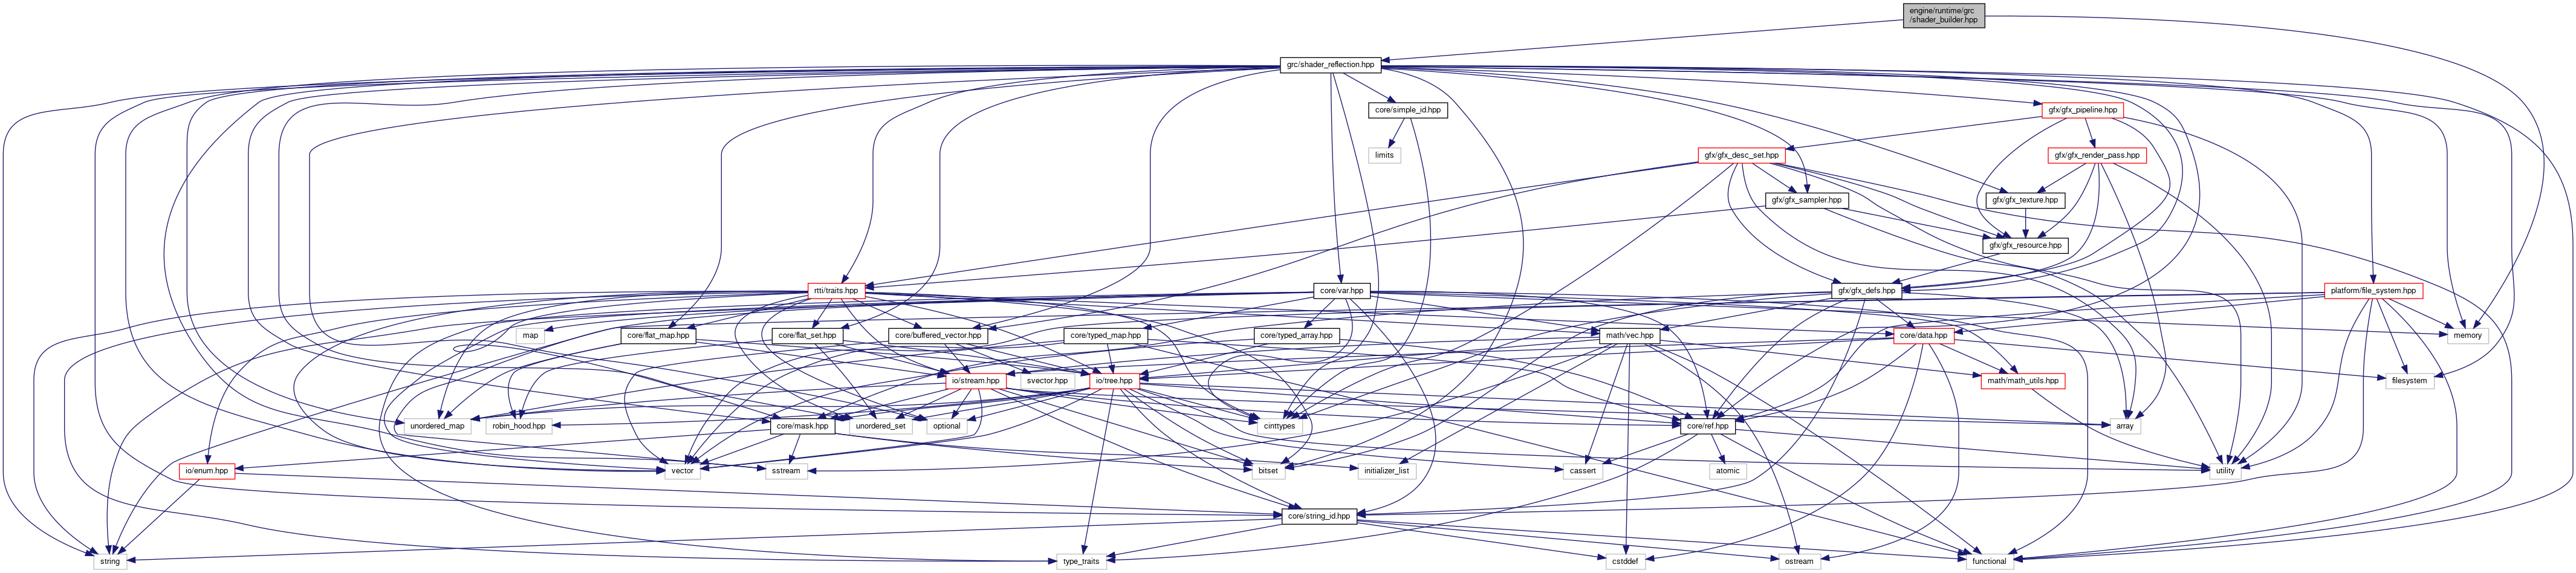 engine/runtime/grc
/shader_builder.hpp
grc/shader_reflection.hpp
core/simple_id.hpp
gfx/gfx_pipeline.hpp
limits
gfx/gfx_desc_set.hpp
gfx/gfx_render_pass.hpp
gfx/gfx_sampler.hpp
gfx/gfx_texture.hpp
gfx/gfx_resource.hpp
rtti/traits.hpp
core/var.hpp
gfx/gfx_defs.hpp
platform/file_system.hpp
map
core/flat_map.hpp
core/flat_set.hpp
core/buffered_vector.hpp
core/typed_map.hpp
core/typed_array.hpp
math/vec.hpp
core/data.hpp
memory
io/stream.hpp
svector.hpp
io/tree.hpp
math/math_utils.hpp
filesystem
unordered_map
robin_hood.hpp
core/mask.hpp
unordered_set
optional
cinttypes
core/ref.hpp
array
io/enum.hpp
vector
sstream
bitset
initializer_list
cassert
atomic
utility
core/string_id.hpp
string
type_traits
cstddef
ostream
functional